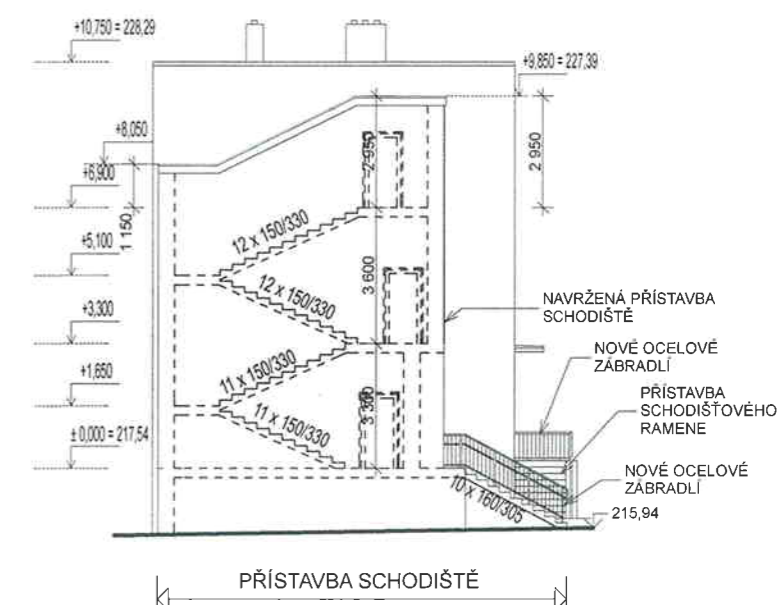 +10,750 = 228,29
+9,850 = 227,39
+8,050
2 950
2 950
+6,900
1 150
12 x 150/330
+5,100
3 600
12 x 150/330
NAVRŽENÁ PŘÍSTAVBA
SCHODIŠTĚ
+3,300
NOVÉ OCELOVÉ
ZÁBRADLÍ
11 x 150/330
+1,650
PŘÍSTAVBA
SCHODIŠŤOVÉHO
RAMENE
3 300
11 x 150/330
± 0,000 = 217,54
NOVÉ OCELOVÉ
ZÁBRADLÍ
10 x 160/305
215,94
PŘÍSTAVBA SCHODIŠTĚ